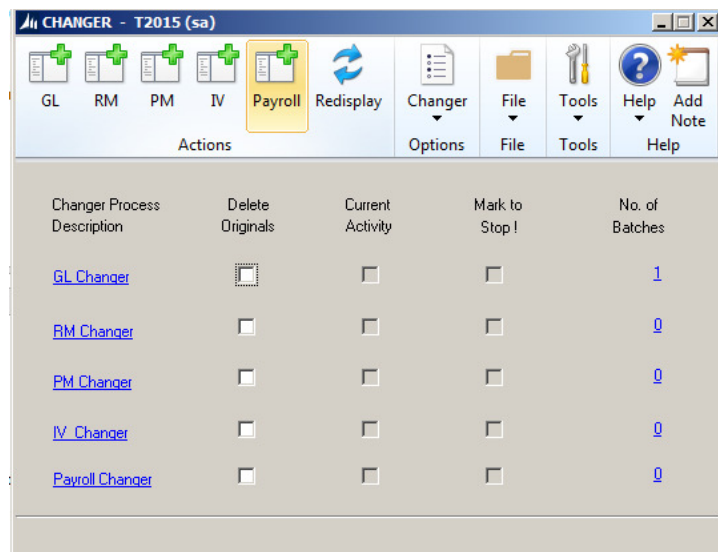 CHANGER - T2015 (sa)
GL RM PM IV Payroll Redisplay Changer File Tools Help Add Note
Actions Options File Tools Help
Changer Process Description Delete Originals Current Activity Mark to Stop ! No. of Batches
GL Changer 1
RM Changer 0
PM Changer 0
IV Changer 0
Payroll Changer 0